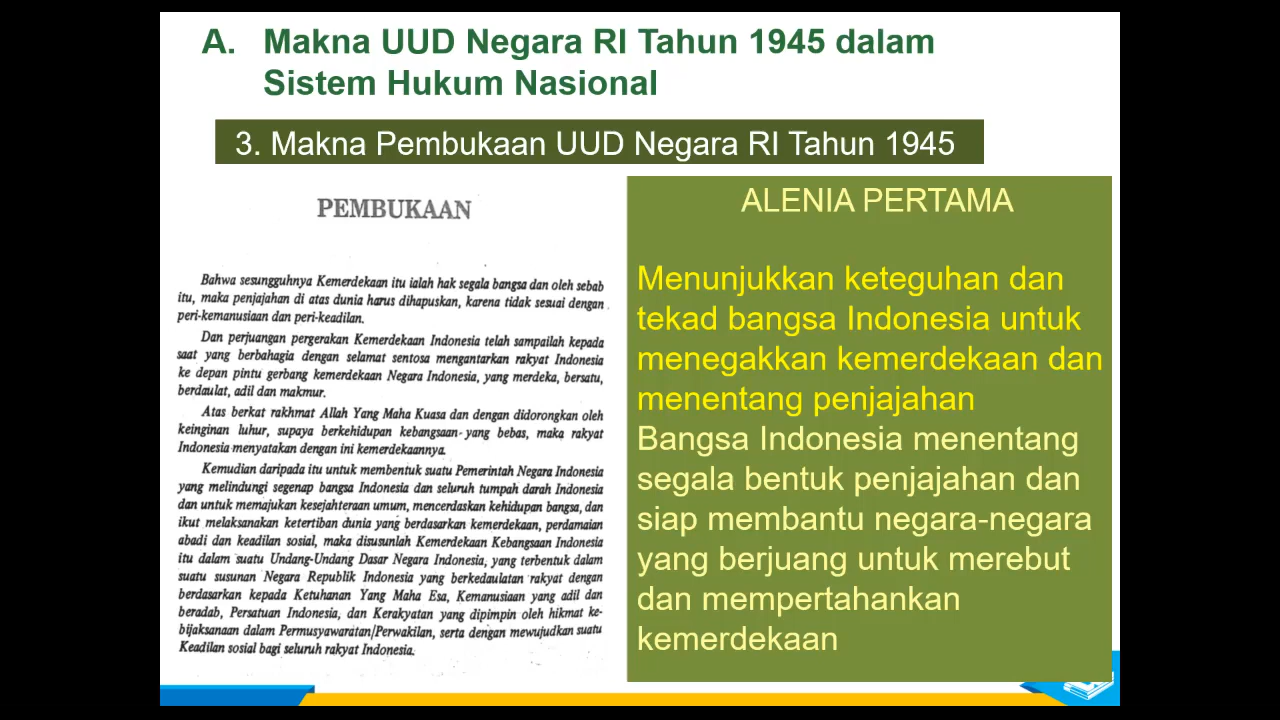 A. Makna UUD Negara RI Tahun 1945 dalam
Sistem Hukum Nasional
3. Makna Pembukaan UUD Negara RI Tahun 1945
PEMBUKAAN
Bahwa sesungguhnya Kemerdekaan itu ialah hak segala bangsa dan oleh sebab
itu, maka penjajahan di atas dunia harus dihapuskan, karena tidak sesuai dengan
peri-kemanusiaan dan peri-keadilan.
Dan perjuangan pergerakan Kemerdekaan Indonesia telah sampailah kepada
saat yang berbahagia dengan selamat sentosa mengantarkan rakyat Indonesia
ke depan pintu gerbang kemerdekaan Negara Indonesia, yang merdeka, bersatu,
berdaulat, adil dan makmur.
Atas berkat rakhmat Allah Yang Maha Kuasa dan dengan didorongkan oleh
keinginan luhur, supaya berkehidupan kebangsaan yang bebas, maka rakyat
Indonesia menyatakan dengan ini kemerdekaannya.
Kemudian daripada itu untuk membentuk suatu Pemerintah Negara Indonesia
yang melindungi segenap bangsa Indonesia dan seluruh tumpah darah Indonesia
dan untuk memajukan kesejahteraan umum, mencerdaskan kehidupan bangsa, dan
ikut melaksanakan ketertiban dunia yang berdasarkan kemerdekaan, perdamaian
abadi dan keadilan sosial, maka disusunlah Kemerdekaan Kebangsaan Indonesia
itu dalam suatu Undang-Undang Dasar Negara Indonesia, yang terbentuk dalam
suatu susunan Negara Republik Indonesia yang berkedaulatan rakyat dengan
berdasarkan kepada Ketuhanan Yang Maha Esa, Kemanusiaan yang adil dan
beradab, Persatuan Indonesia, dan Kerakyatan yang dipimpin oleh hikmat ke-
bijaksanaan dalam Permusyawaratan/Perwakilan, serta dengan mewujudkan suatu
Keadilan sosial bagi seluruh rakyat Indonesia.
ALENIA PERTAMA
Menunjukkan keteguhan dan
tekad bangsa Indonesia untuk
menegakkan kemerdekaan dan
menentang penjajahan
Bangsa Indonesia menentang
segala bentuk penjajahan dan
siap membantu negara-negara
yang berjuang untuk merebut
dan mempertahankan
kemerdekaan